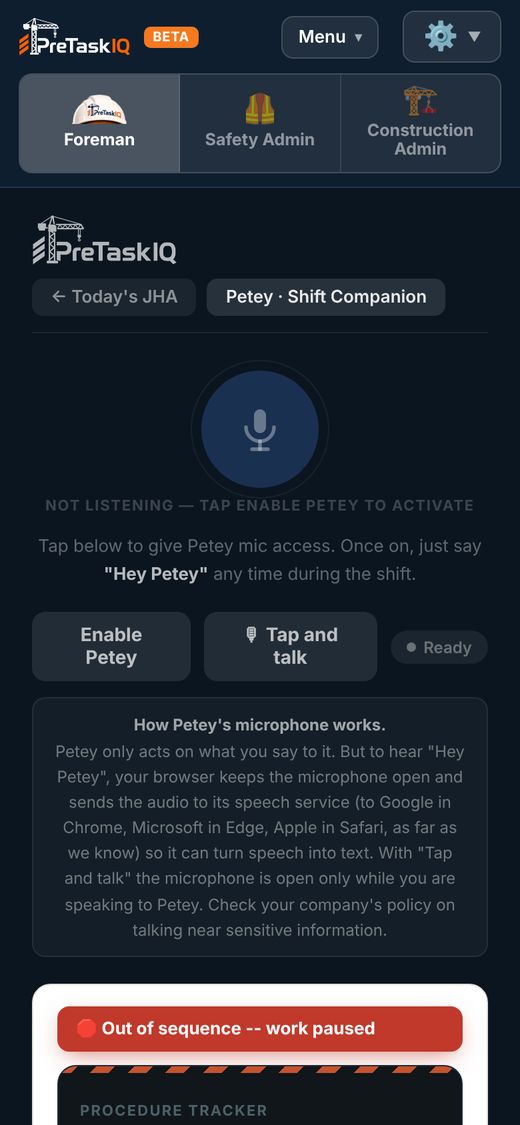 PreTaskIQ BETA Menu ▾ ▼
PreTaskIQ
Foreman Safety Admin Construction
Admin
PreTaskIQ
← Today's JHA Petey · Shift Companion
NOT LISTENING — TAP ENABLE PETEY TO ACTIVATE
Tap below to give Petey mic access. Once on, just say
"Hey Petey" any time during the shift.
Enable
Petey
Tap and
talk
Ready
How Petey's microphone works.
Petey only acts on what you say to it. But to hear "Hey
Petey", your browser keeps the microphone open and
sends the audio to its speech service (to Google in
Chrome, Microsoft in Edge, Apple in Safari, as far as
we know) so it can turn speech into text. With "Tap
and talk" the microphone is open only while you are
speaking to Petey. Check your company's policy on
talking near sensitive information.
Out of sequence -- work paused
PROCEDURE TRACKER